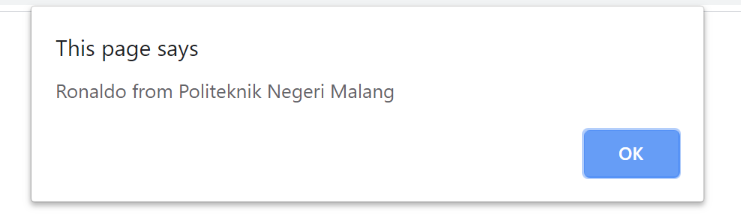 This page says
Ronaldo from Politeknik Negeri Malang
OK